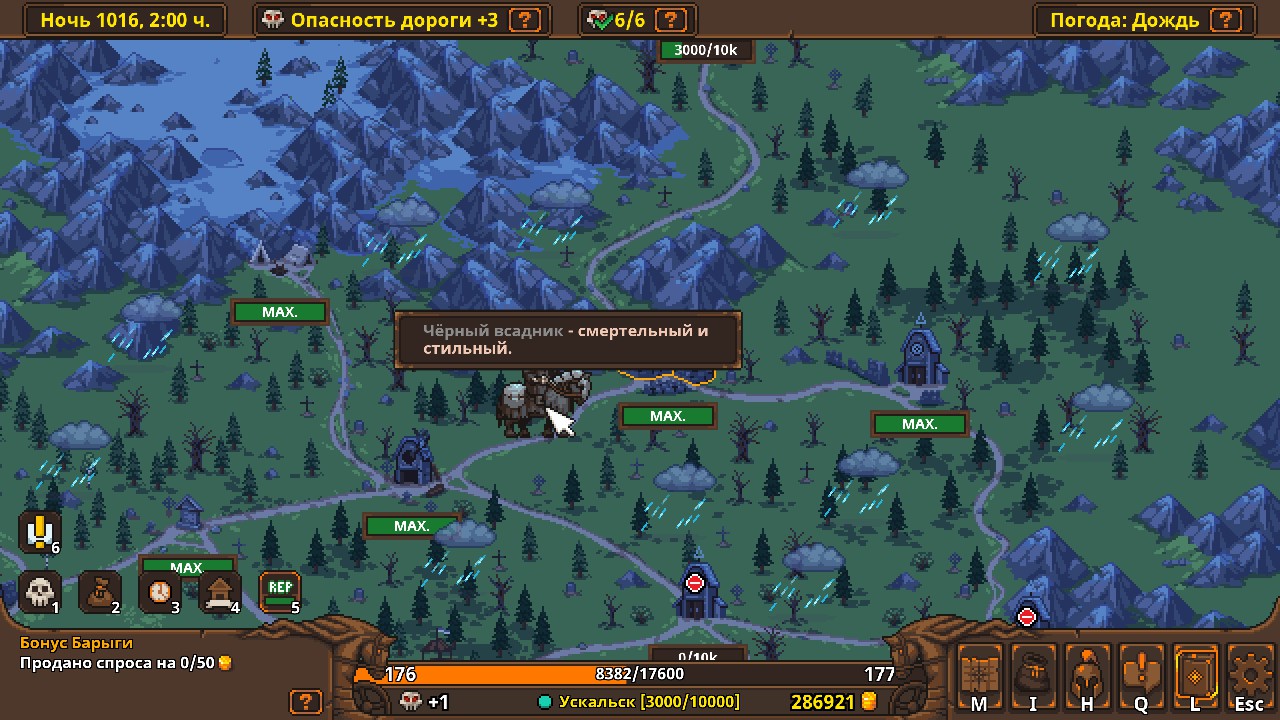 Ночь 1016, 2:00 ч.
Опасность дороги +3 ?
6/6 ?
Погода: Дождь ?
3000/10k
MAX.
Чёрный всадник - смертельный и
стильный.
MAX.
MAX.
MAX.
MAX
6
1
2
3
4
REP
5
0/10k
Бонус Барыги
Продано спроса на 0/50
?
176
8382/17600
177
+1
Ускальск [3000/10000]
286921
M
I
H
Q
L
Esc